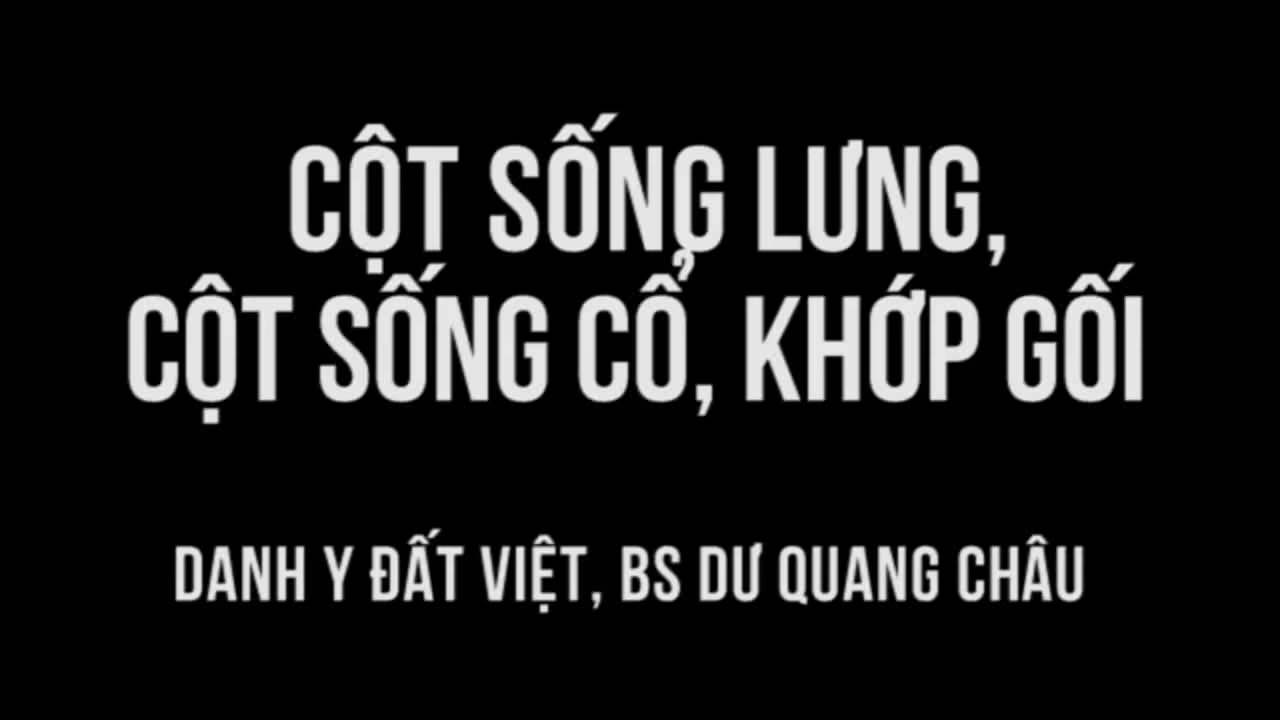 CỘT SỐNG LƯNG,
CỘT SỐNG CỔ, KHỚP GỐI
DANH Y ĐẤT VIỆT, BS DƯ QUANG CHÂU